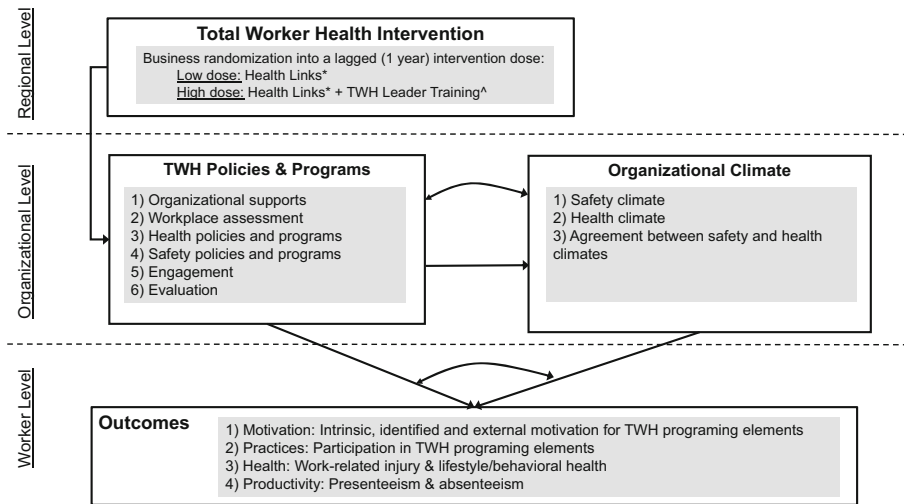 Regional Level
Total Worker Health Intervention
Business randomization into a lagged (1 year) intervention dose:
Low dose: Health Links*
High dose: Health Links* + TWH Leader Training^
Organizational Level
TWH Policies & Programs
1) Organizational supports
2) Workplace assessment
3) Health policies and programs
4) Safety policies and programs
5) Engagement
6) Evaluation
Organizational Climate
1) Safety climate
2) Health climate
3) Agreement between safety and health
climates
Worker Level
Outcomes
1) Motivation: Intrinsic, identified and external motivation for TWH programing elements
2) Practices: Participation in TWH programing elements
3) Health: Work-related injury & lifestyle/behavioral health
4) Productivity: Presenteeism & absenteeism